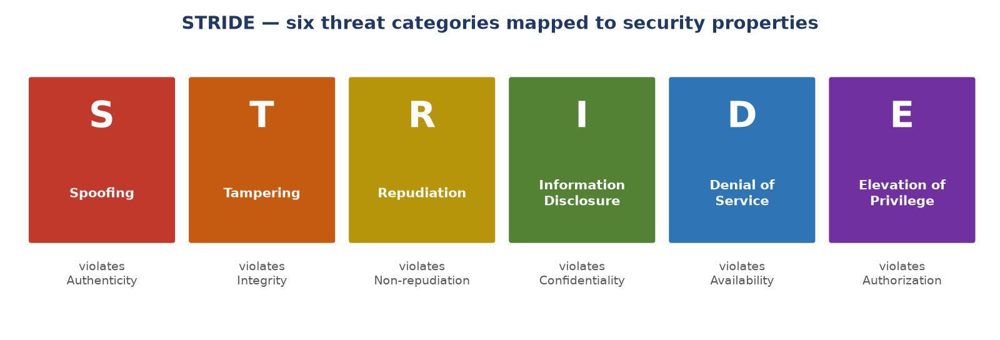 STRIDE — six threat categories mapped to security properties
S
Spoofing
violates
Authenticity
T
Tampering
violates
Integrity
R
Repudiation
violates
Non-repudiation
I
Information
Disclosure
violates
Confidentiality
D
Denial of
Service
violates
Availability
E
Elevation of
Privilege
violates
Authorization